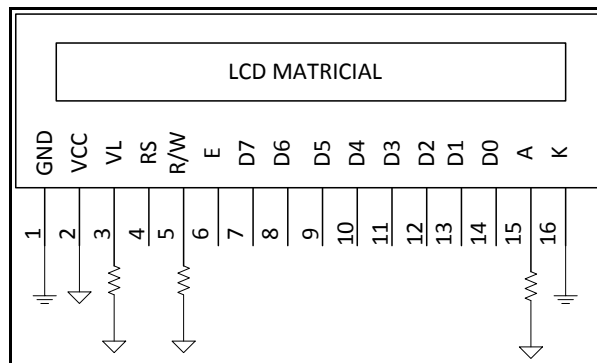 LCD MATRICIAL
GND VCC VL RS R/W E D7 D6 D5 D4 D3 D2 D1 D0 A K
1 2 3 4 5 6 7 8 9 10 11 12 13 14 15 16